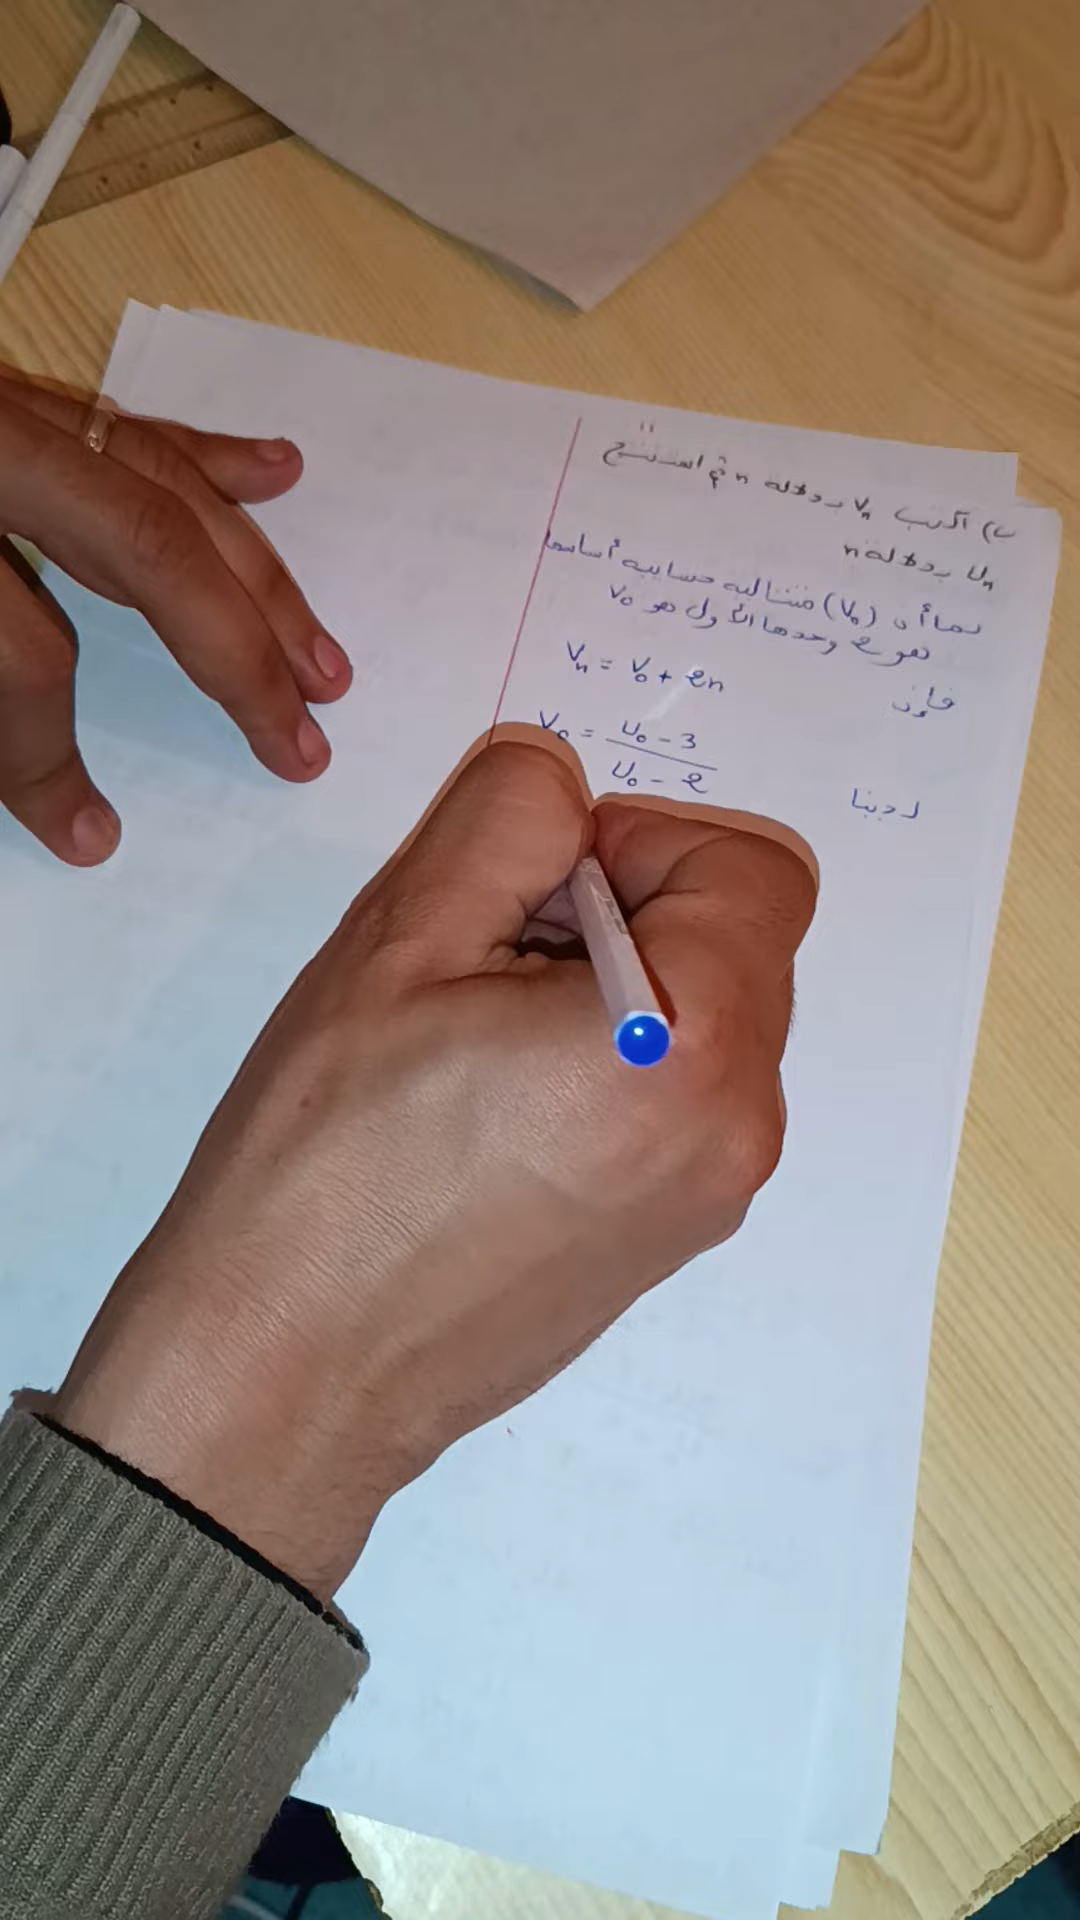 ب) أكتب Vn بدلالة n ثم استنتج
Un بدلالة n
بما أن (Vn) متتالية حسابية أساسها
هو 2 وحدها الأول هو V0
فإن Vn = V0 + 2n
لدينا V0 = (U0 - 3) / (U0 - 2)